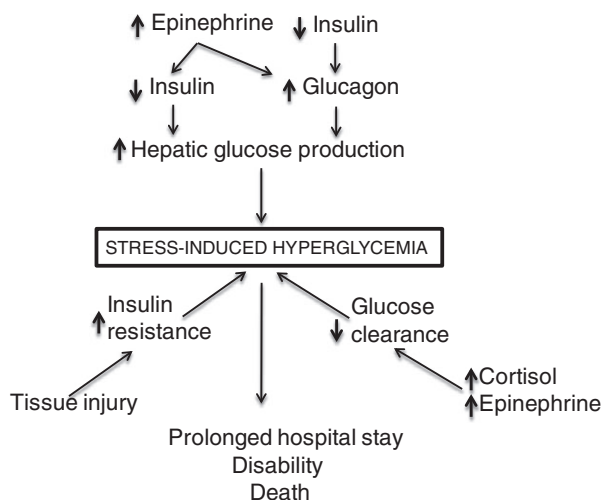 Epinephrine Insulin
Insulin Glucagon
Hepatic glucose production
STRESS-INDUCED HYPERGLYCEMIA
Insulin
resistance
Glucose
clearance
Tissue injury
Cortisol
Epinephrine
Prolonged hospital stay
Disability
Death